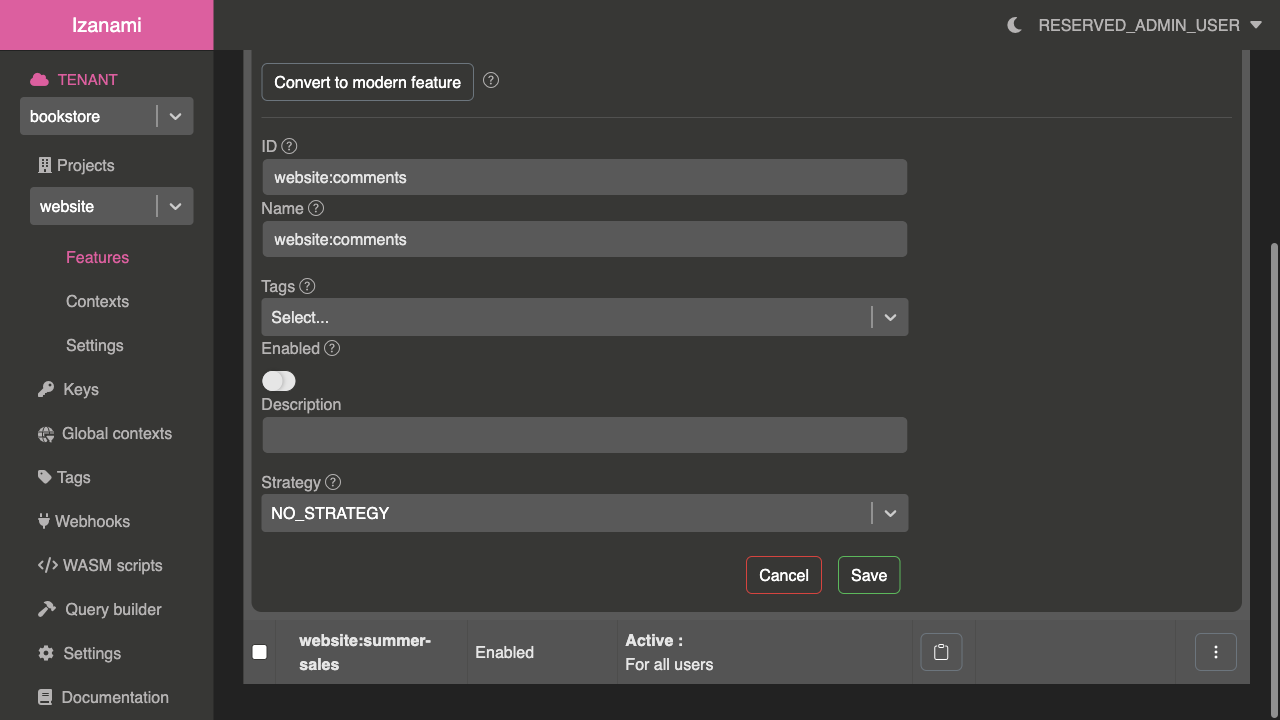 Izanami
RESERVED_ADMIN_USER
TENANT
bookstore
Projects
website
Features
Contexts
Settings
Keys
Global contexts
Tags
Webhooks
WASM scripts
Query builder
Settings
Documentation
Convert to modern feature
ID
website:comments
Name
website:comments
Tags
Select...
Enabled
Description
Strategy
NO_STRATEGY
Cancel
Save
website:summer-
sales
Enabled
Active :
For all users